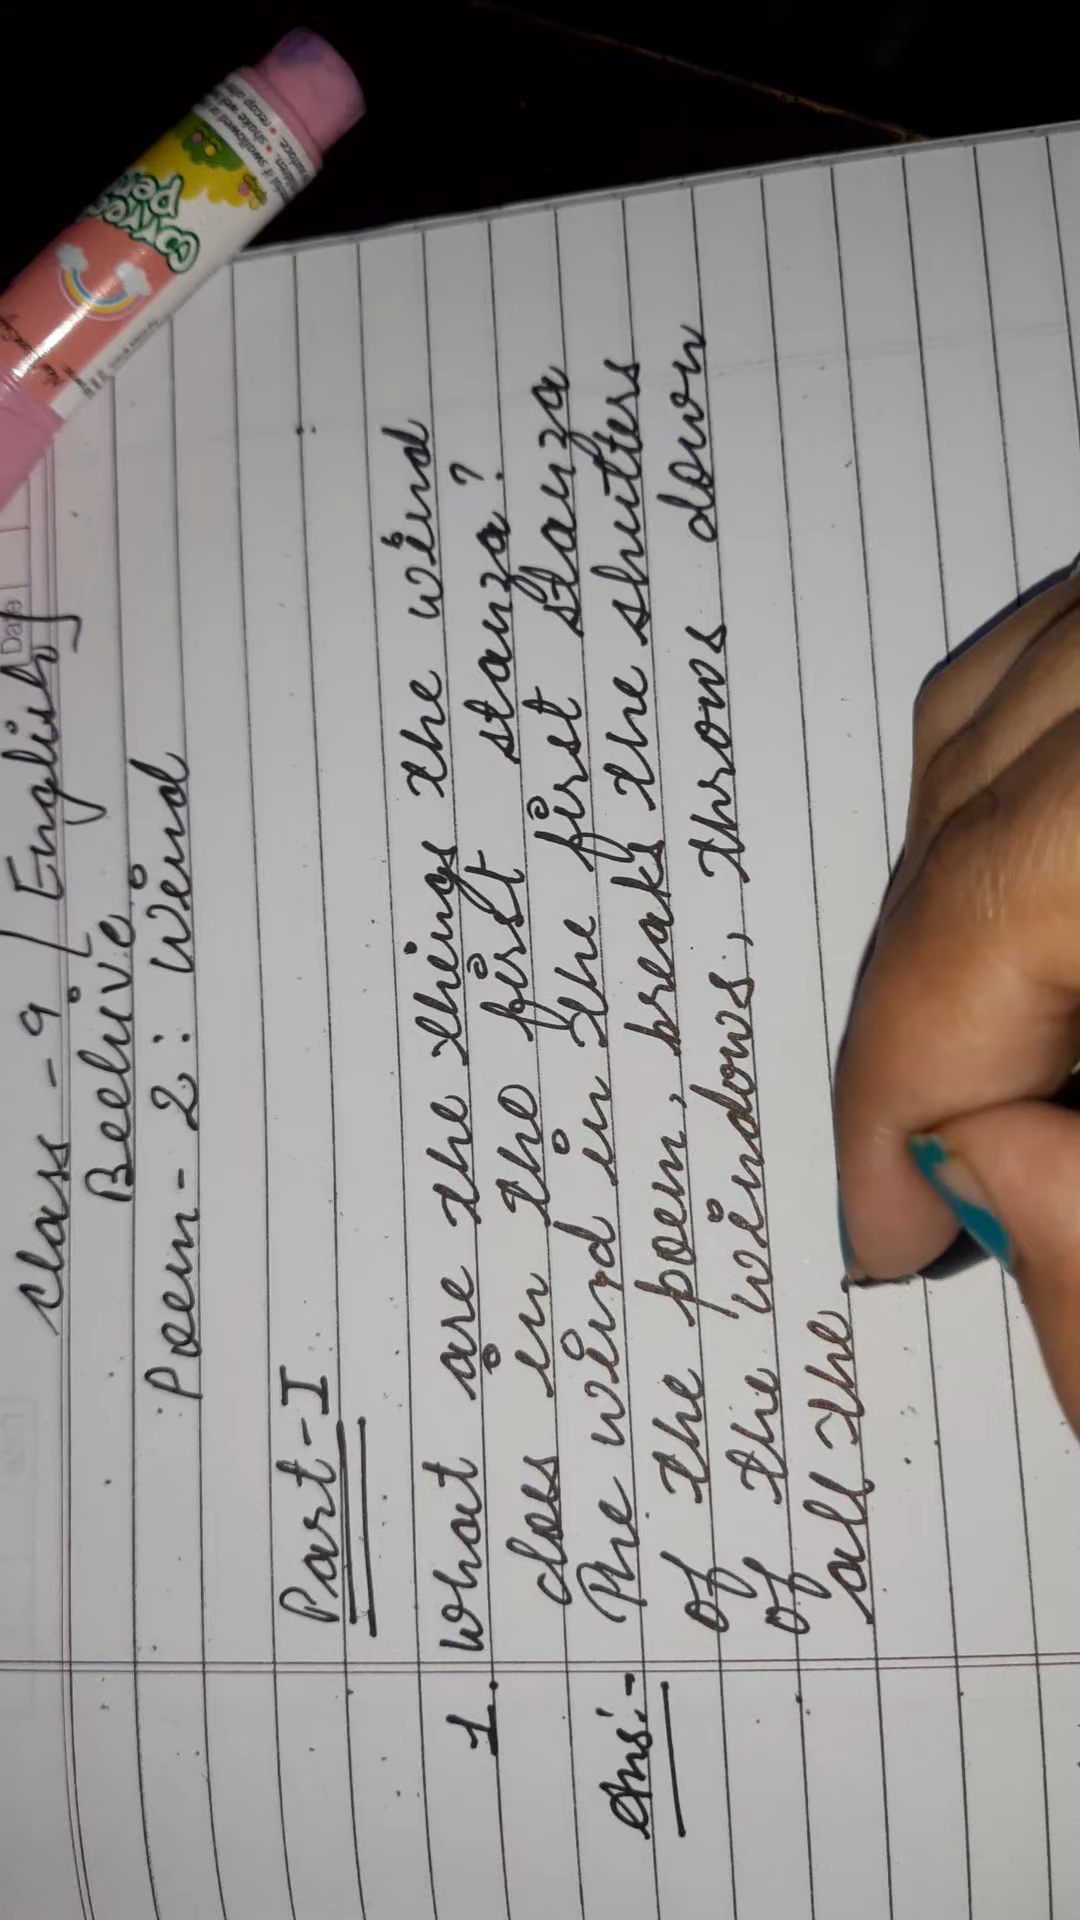 Class - 9 [English]
Beehive
Poem - 2 : Wind
Part - I
1. What are the things the wind
does in the first stanza ?
Ans:- The wind in the first stanza
of the poem, breaks the shutters
of the windows, throws down
all the
Date